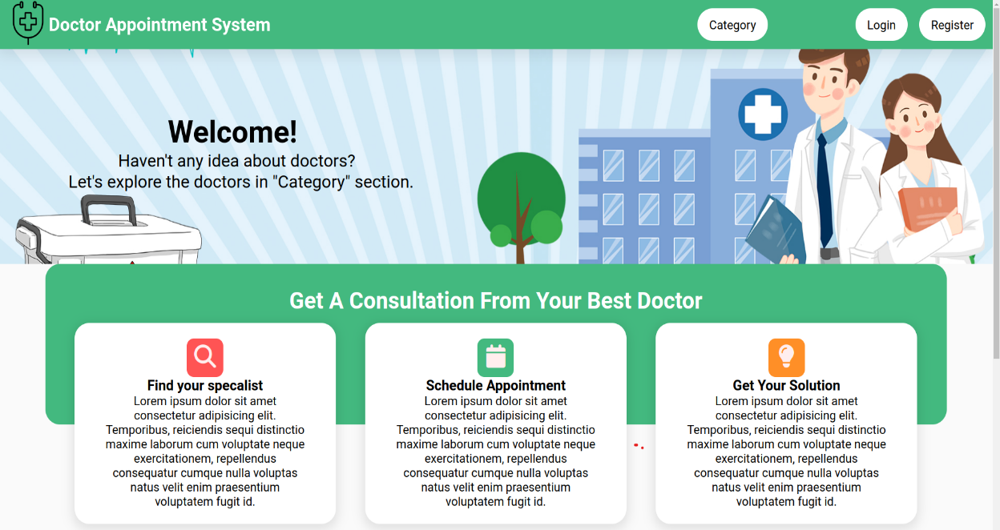 Doctor Appointment System
Category
Login
Register
Welcome!
Haven't any idea about doctors?
Let's explore the doctors in "Category" section.
Get A Consultation From Your Best Doctor
Find your specalist
Lorem ipsum dolor sit amet
consectetur adipisicing elit.
Temporibus, reiciendis sequi distinctio
maxime laborum cum voluptate neque
exercitationem, repellendus
consequatur cumque nulla voluptas
natus velit enim praesentium
voluptatem fugit id.
Schedule Appointment
Lorem ipsum dolor sit amet
consectetur adipisicing elit.
Temporibus, reiciendis sequi distinctio
maxime laborum cum voluptate neque
exercitationem, repellendus
consequatur cumque nulla voluptas
natus velit enim praesentium
voluptatem fugit id.
Get Your Solution
Lorem ipsum dolor sit amet
consectetur adipisicing elit.
Temporibus, reiciendis sequi distinctio
maxime laborum cum voluptate neque
exercitationem, repellendus
consequatur cumque nulla voluptas
natus velit enim praesentium
voluptatem fugit id.